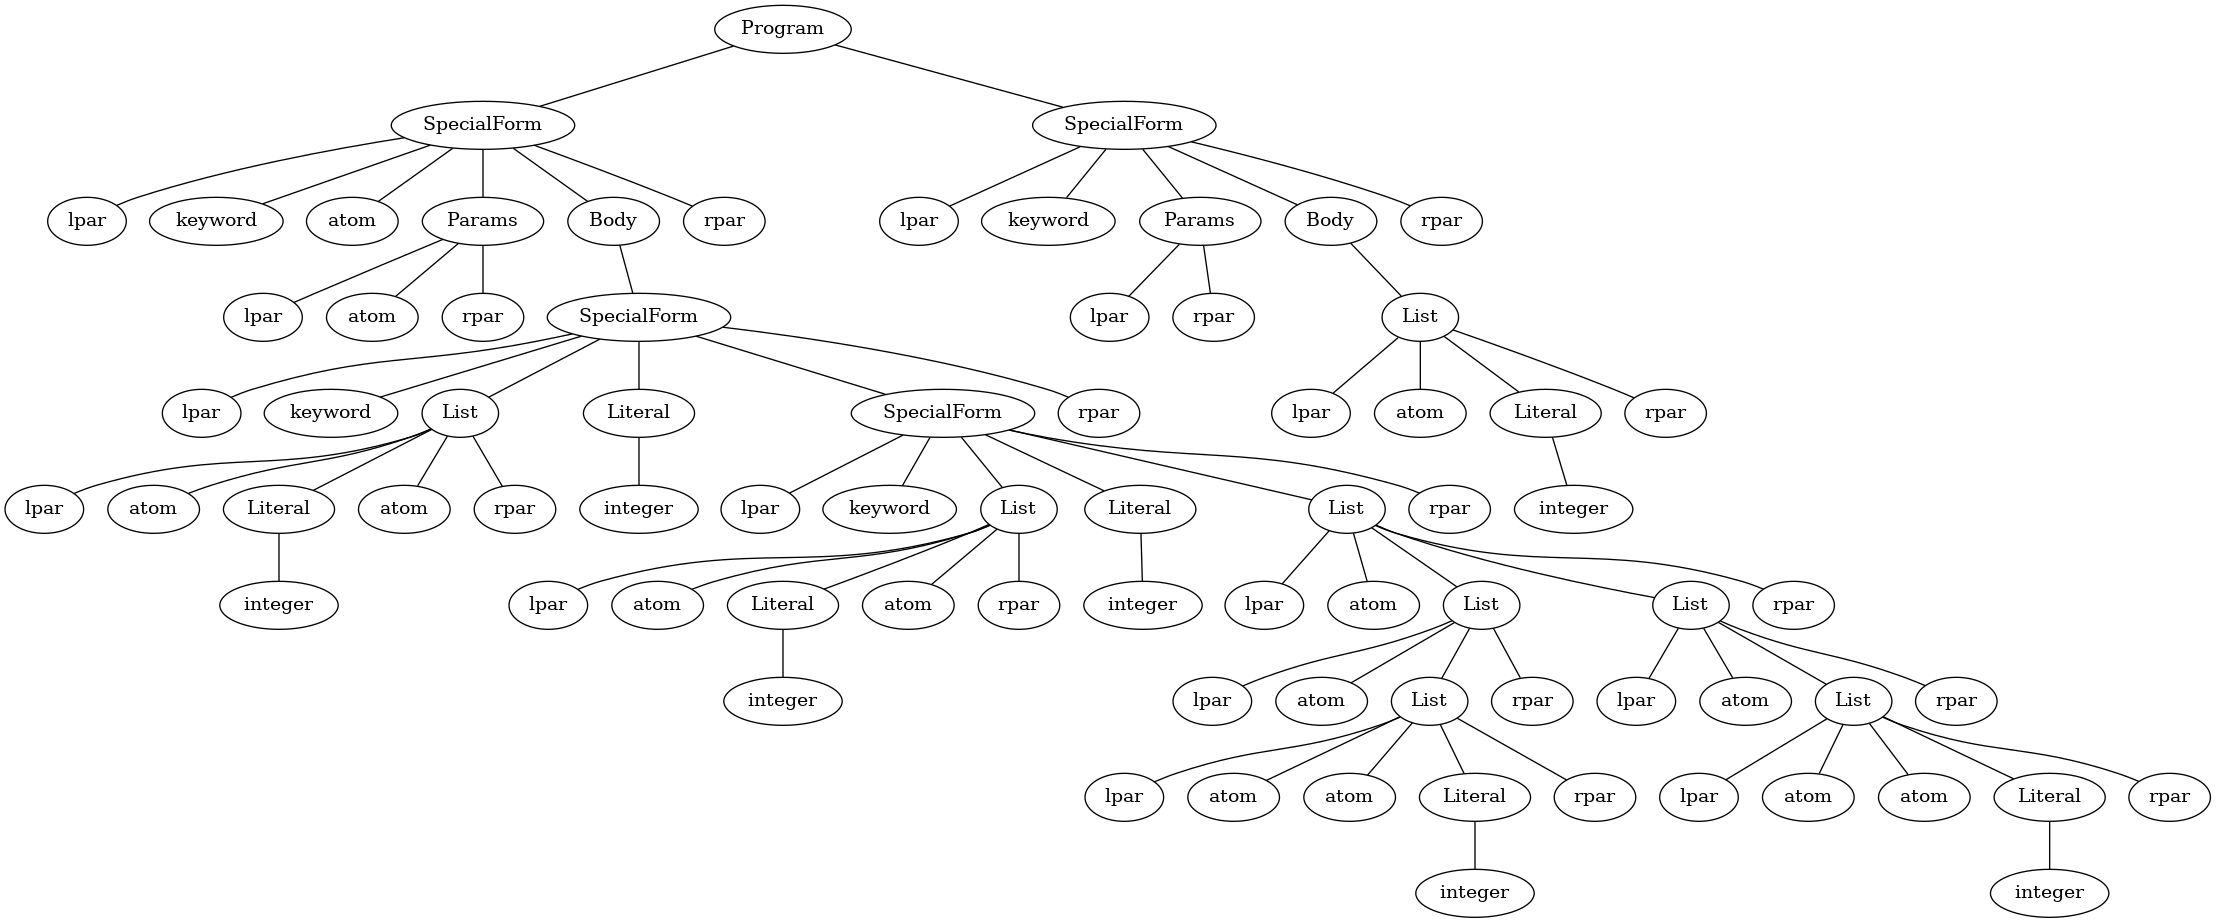 Program
SpecialForm SpecialForm
lpar keyword atom Params Body rpar lpar keyword Params Body rpar
lpar atom rpar SpecialForm lpar rpar List
lpar keyword List Literal SpecialForm rpar lpar atom Literal rpar
lpar atom Literal atom rpar integer lpar keyword List Literal List rpar integer
integer lpar atom Literal atom rpar integer lpar atom List List rpar
integer lpar atom List rpar lpar atom List rpar
lpar atom atom Literal rpar lpar atom atom Literal rpar
integer integer